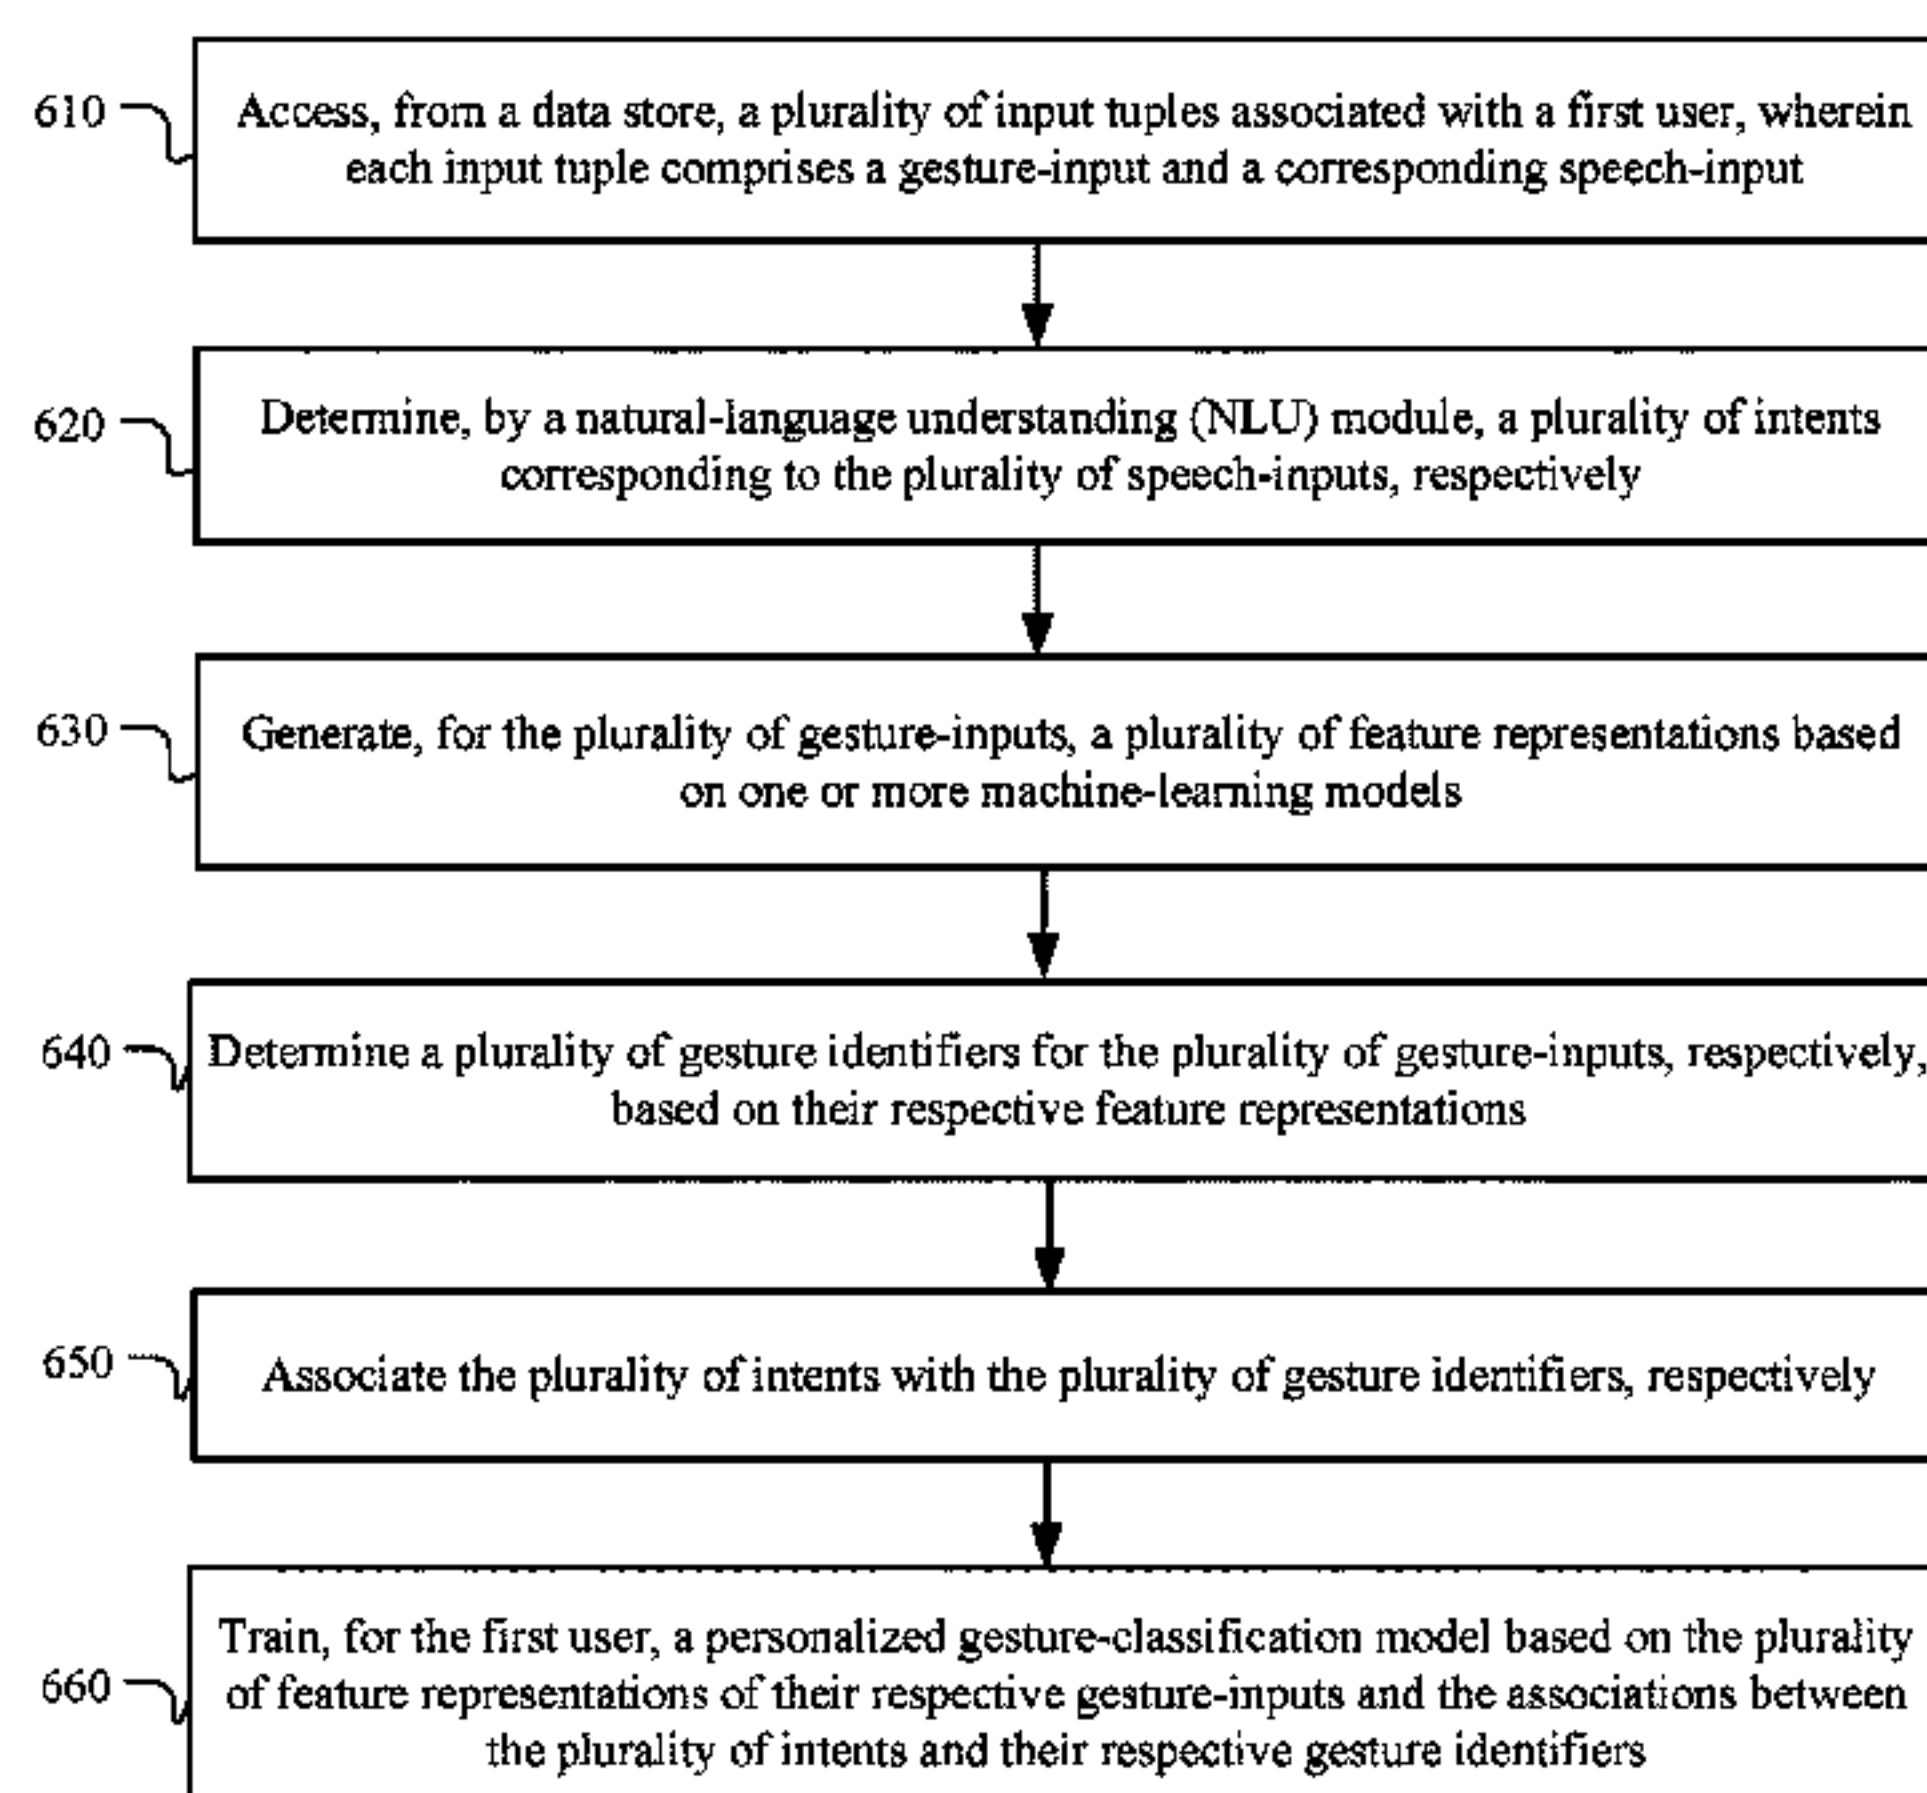 610
Access, from a data store, a plurality of input tuples associated with a first user, wherein
each input tuple comprises a gesture-input and a corresponding speech-input
620
Determine, by a natural-language understanding (NLU) module, a plurality of intents
corresponding to the plurality of speech-inputs, respectively
630
Generate, for the plurality of gesture-inputs, a plurality of feature representations based
on one or more machine-learning models
640
Determine a plurality of gesture identifiers for the plurality of gesture-inputs, respectively,
based on their respective feature representations
650
Associate the plurality of intents with the plurality of gesture identifiers, respectively
660
Train, for the first user, a personalized gesture-classification model based on the plurality
of feature representations of their respective gesture-inputs and the associations between
the plurality of intents and their respective gesture identifiers